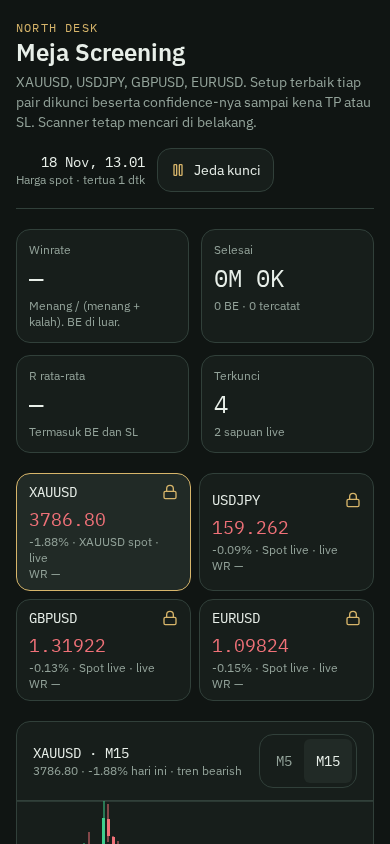 NORTH DESK
Meja Screening
XAUUSD, USDJPY, GBPUSD, EURUSD. Setup terbaik tiap
pair dikunci beserta confidence-nya sampai kena TP atau
SL. Scanner tetap mencari di belakang.
18 Nov, 13.01
Harga spot · tertua 1 dtk
Jeda kunci
Winrate
—
Menang / (menang +
kalah). BE di luar.
Selesai
0M 0K
0 BE · 0 tercatat
R rata-rata
—
Termasuk BE dan SL
Terkunci
4
2 sapuan live
XAUUSD
3786.80
-1.88% · XAUUSD spot ·
live
WR —
USDJPY
159.262
-0.09% · Spot live · live
WR —
GBPUSD
1.31922
-0.13% · Spot live · live
WR —
EURUSD
1.09824
-0.15% · Spot live · live
WR —
XAUUSD · M15
3786.80 · -1.88% hari ini · tren bearish
M5
M15